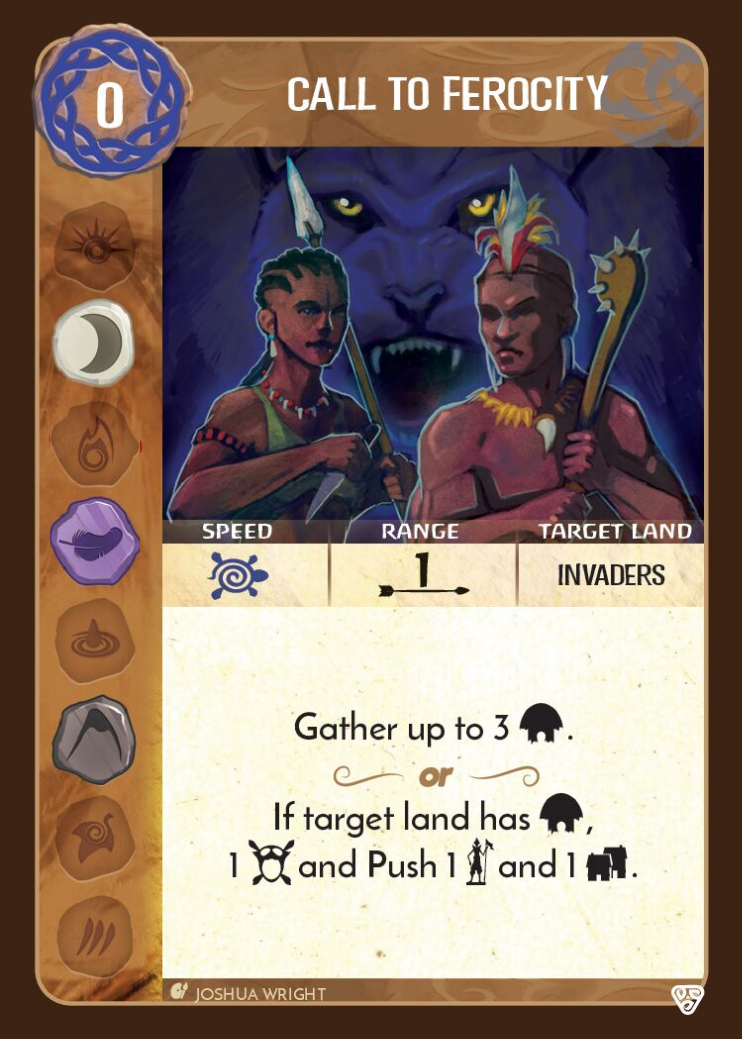 0
CALL TO FEROCITY
SPEED RANGE TARGET LAND
1 INVADERS
Gather up to 3 .
or
If target land has ,
1 and Push 1 and 1 .
JOSHUA WRIGHT